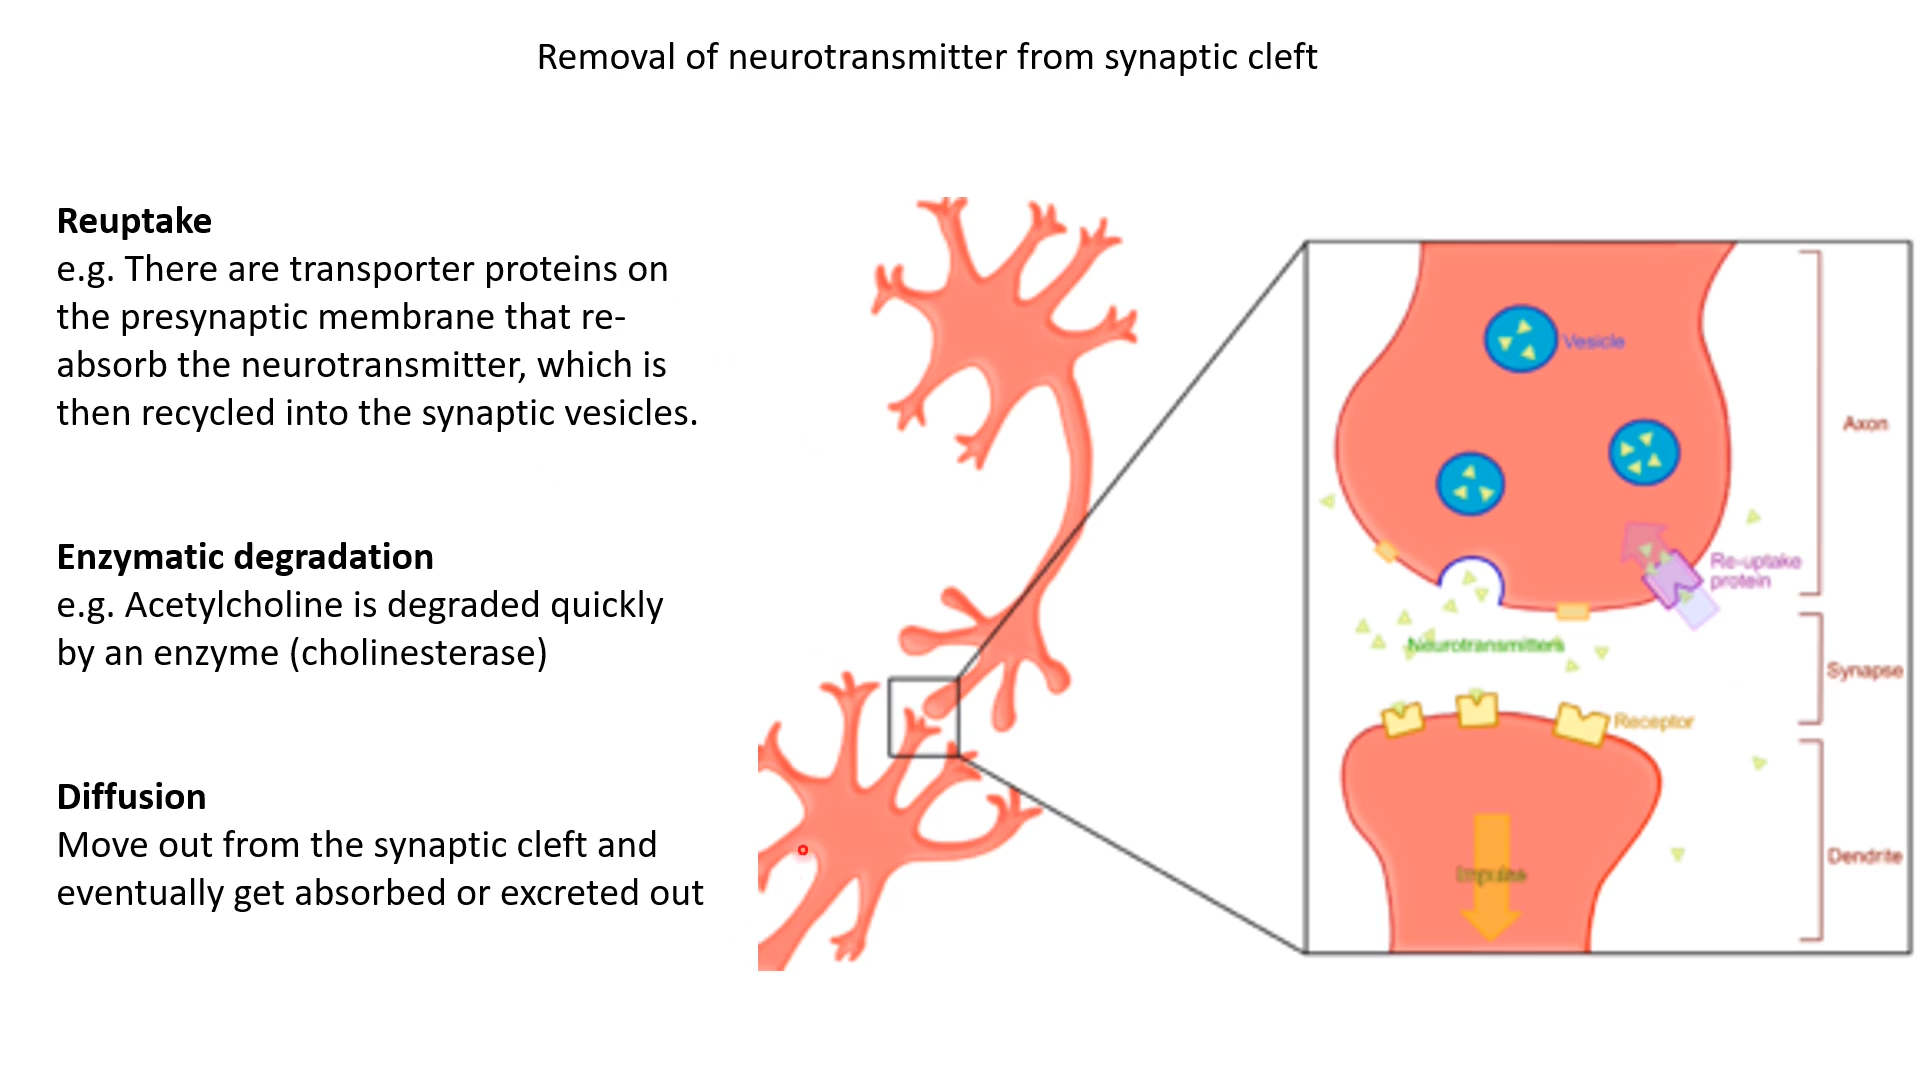 Removal of neurotransmitter from synaptic cleft
Reuptake
e.g. There are transporter proteins on
the presynaptic membrane that re-
absorb the neurotransmitter, which is
then recycled into the synaptic vesicles.
Enzymatic degradation
e.g. Acetylcholine is degraded quickly
by an enzyme (cholinesterase)
Diffusion
Move out from the synaptic cleft and
eventually get absorbed or excreted out
Vesicle
Axon
Re-uptake
protein
Neurotransmitters
Synapse
Receptor
Dendrite
Impulse